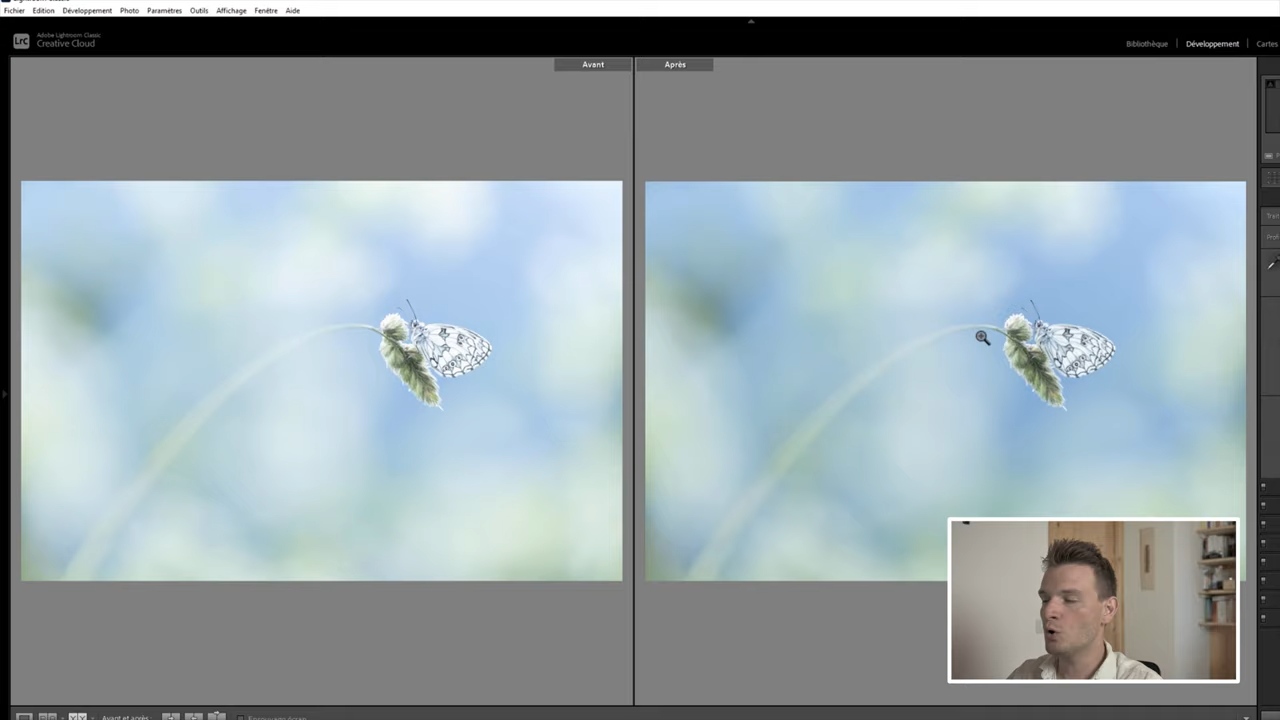 Fichier Edition Développement Photo Paramètres Outils Affichage Fenêtre Aide
LrC
Adobe Lightroom Classic
Creative Cloud
Bibliothèque | Développement | Cartes
Avant
Après
Avant et après :